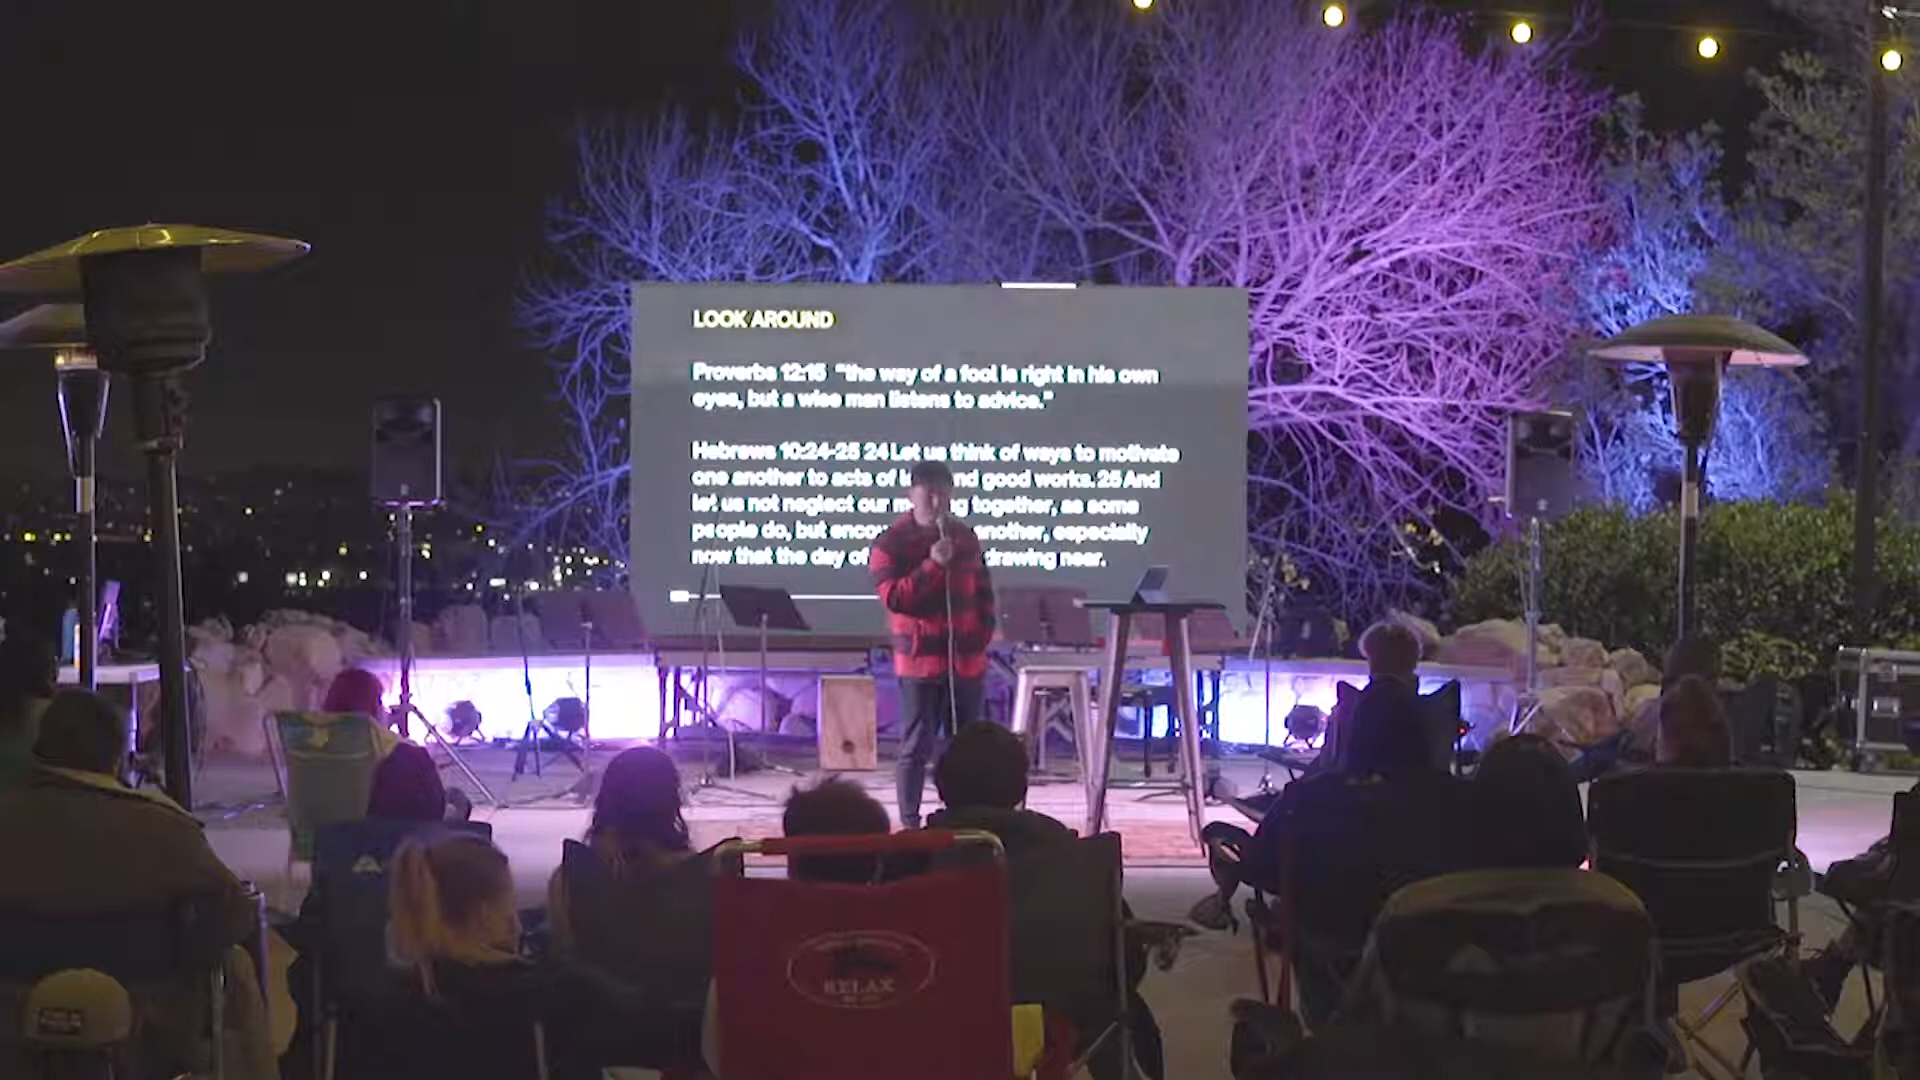 LOOK AROUND
Proverbs 12:15 "the way of a fool is right in his own
eyes, but a wise man listens to advice."
Hebrews 10:24-25 24 Let us think of ways to motivate
one another to acts of nd good works. 25 And
let us not neglect our m ng together, as some
people do, but encou another, especially
now that the day of drawing near.
RELAX